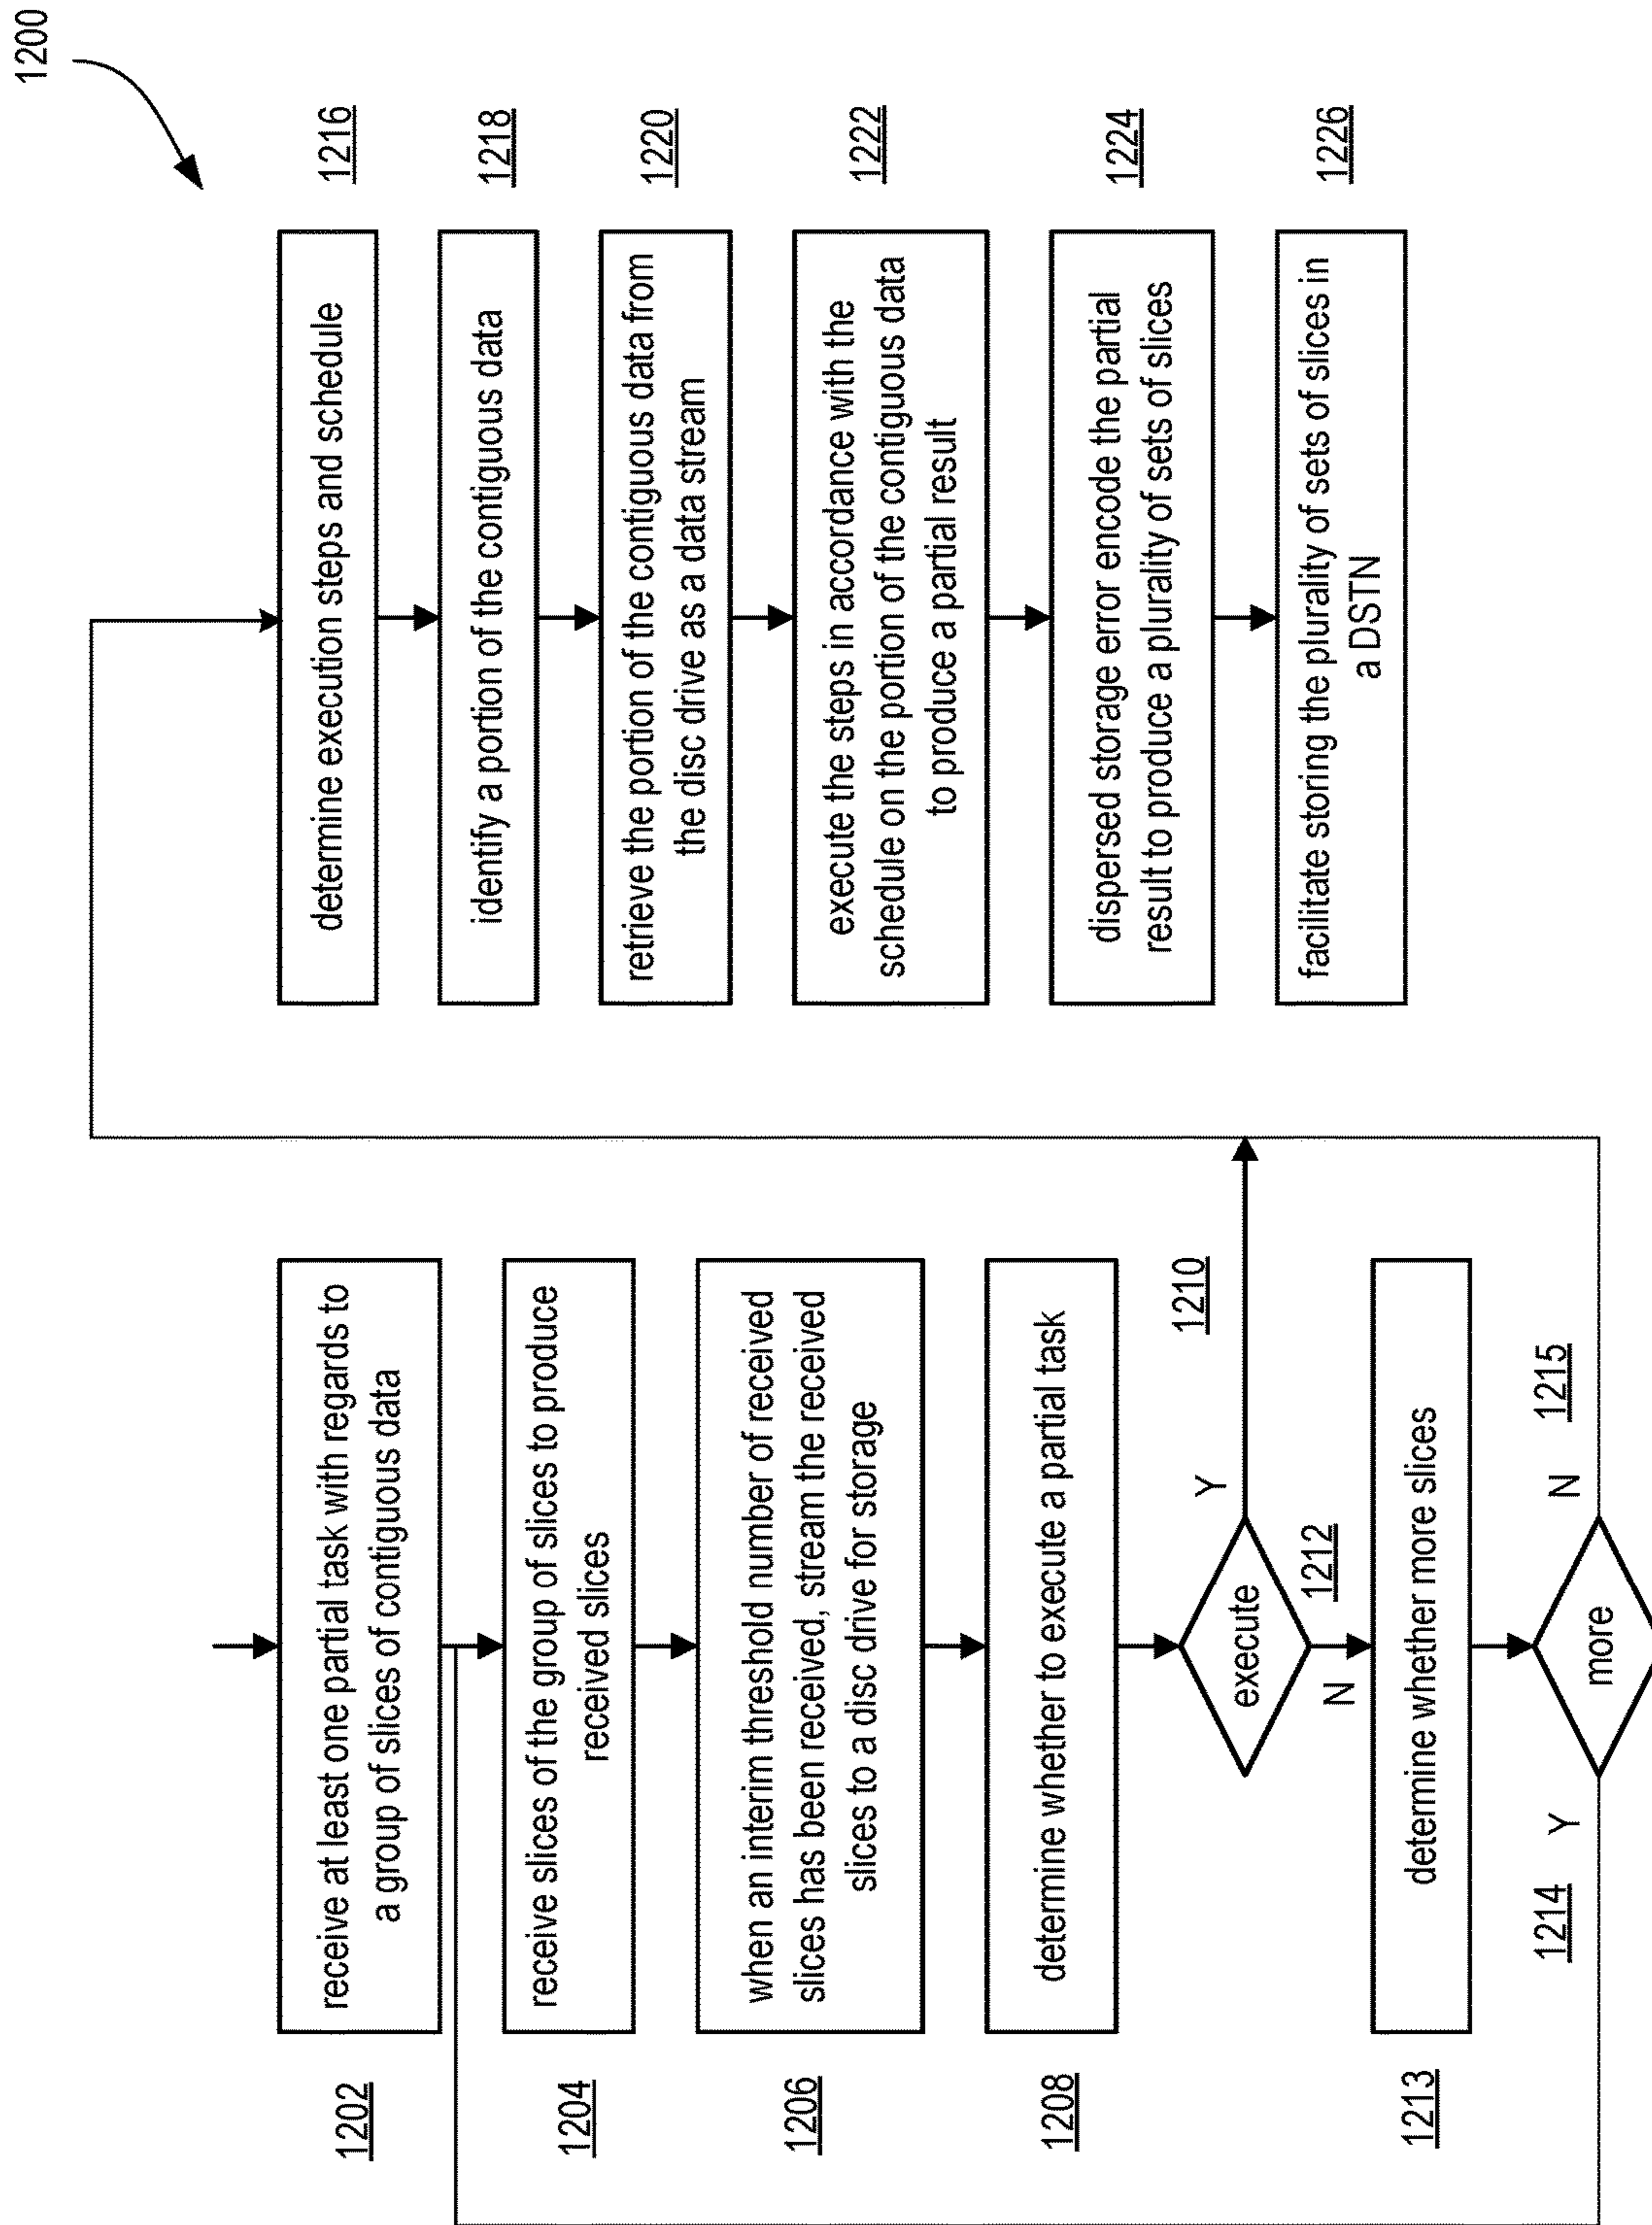 1200
1202
receive at least one partial task with regards to
a group of slices of contiguous data
1204
receive slices of the group of slices to produce
received slices
1206
when an interim threshold number of received
slices has been received, stream the received
slices to a disc drive for storage
1208
determine whether to execute a partial task
execute
Y
1210
N
1212
1213
determine whether more slices
more
1214
Y
N
1215
determine execution steps and schedule
1216
identify a portion of the contiguous data
1218
retrieve the portion of the contiguous data from
the disc drive as a data stream
1220
execute the steps in accordance with the
schedule on the portion of the contiguous data
to produce a partial result
1222
dispersed storage error encode the partial
result to produce a plurality of sets of slices
1224
facilitate storing the plurality of sets of slices in
a DSTN
1226